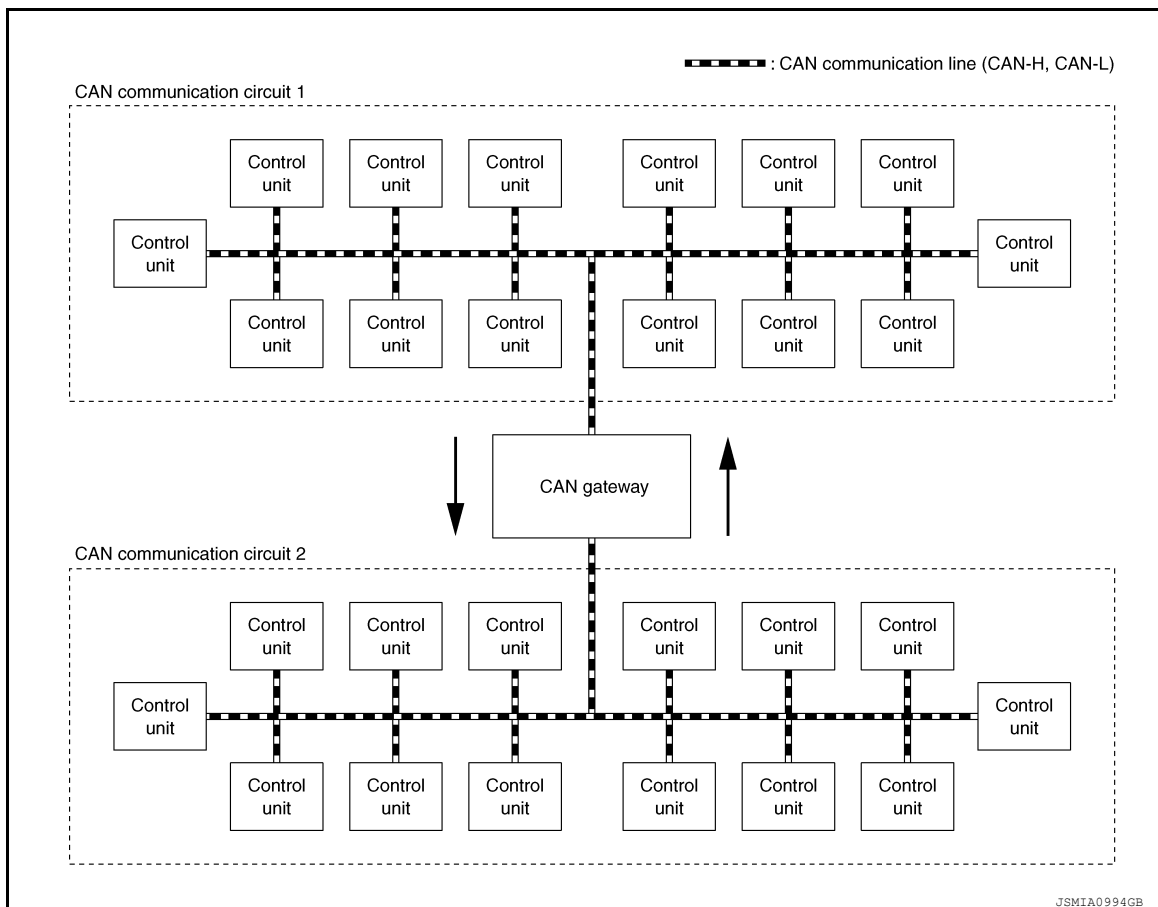 : CAN communication line (CAN-H, CAN-L)
CAN communication circuit 1
Control
unit
Control
unit
Control
unit
Control
unit
Control
unit
Control
unit
Control
unit
Control
unit
Control
unit
Control
unit
Control
unit
Control
unit
Control
unit
Control
unit
CAN gateway
CAN communication circuit 2
Control
unit
Control
unit
Control
unit
Control
unit
Control
unit
Control
unit
Control
unit
Control
unit
Control
unit
Control
unit
Control
unit
Control
unit
Control
unit
Control
unit
JSMIA0994GB